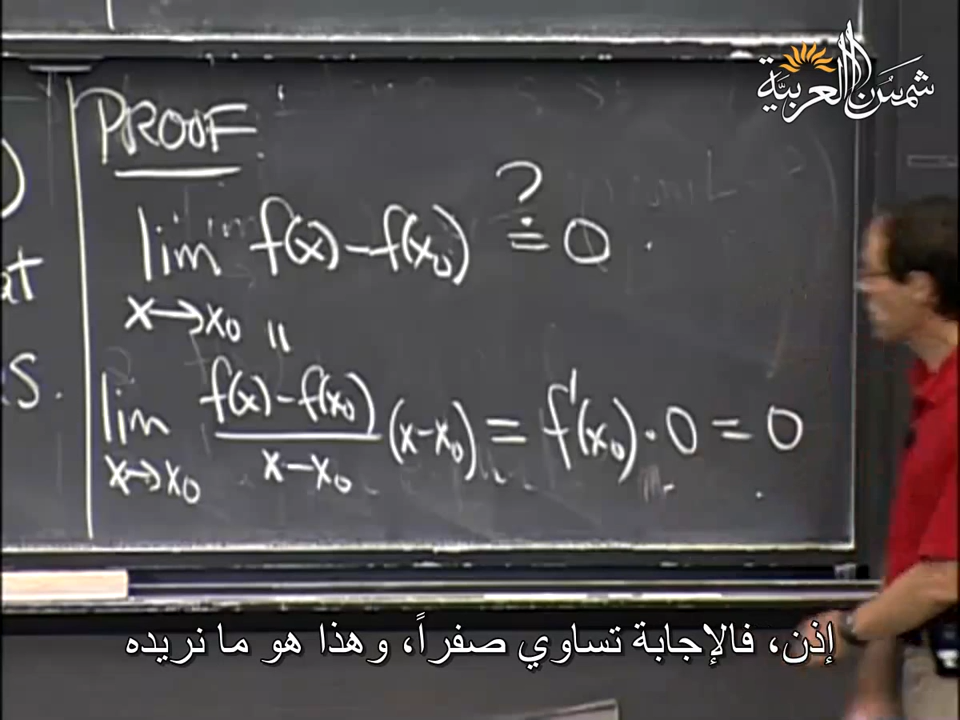 شمس العربية
PROOF:
lim f(x) - f(x₀) ≟ 0
x→x₀ "
lim f(x) - f(x₀) / x - x₀ (x - x₀) = f'(x₀) · 0 = 0
x→x₀
at
s.
إذن، فالإجابة تساوي صفراً، وهذا هو ما نريده